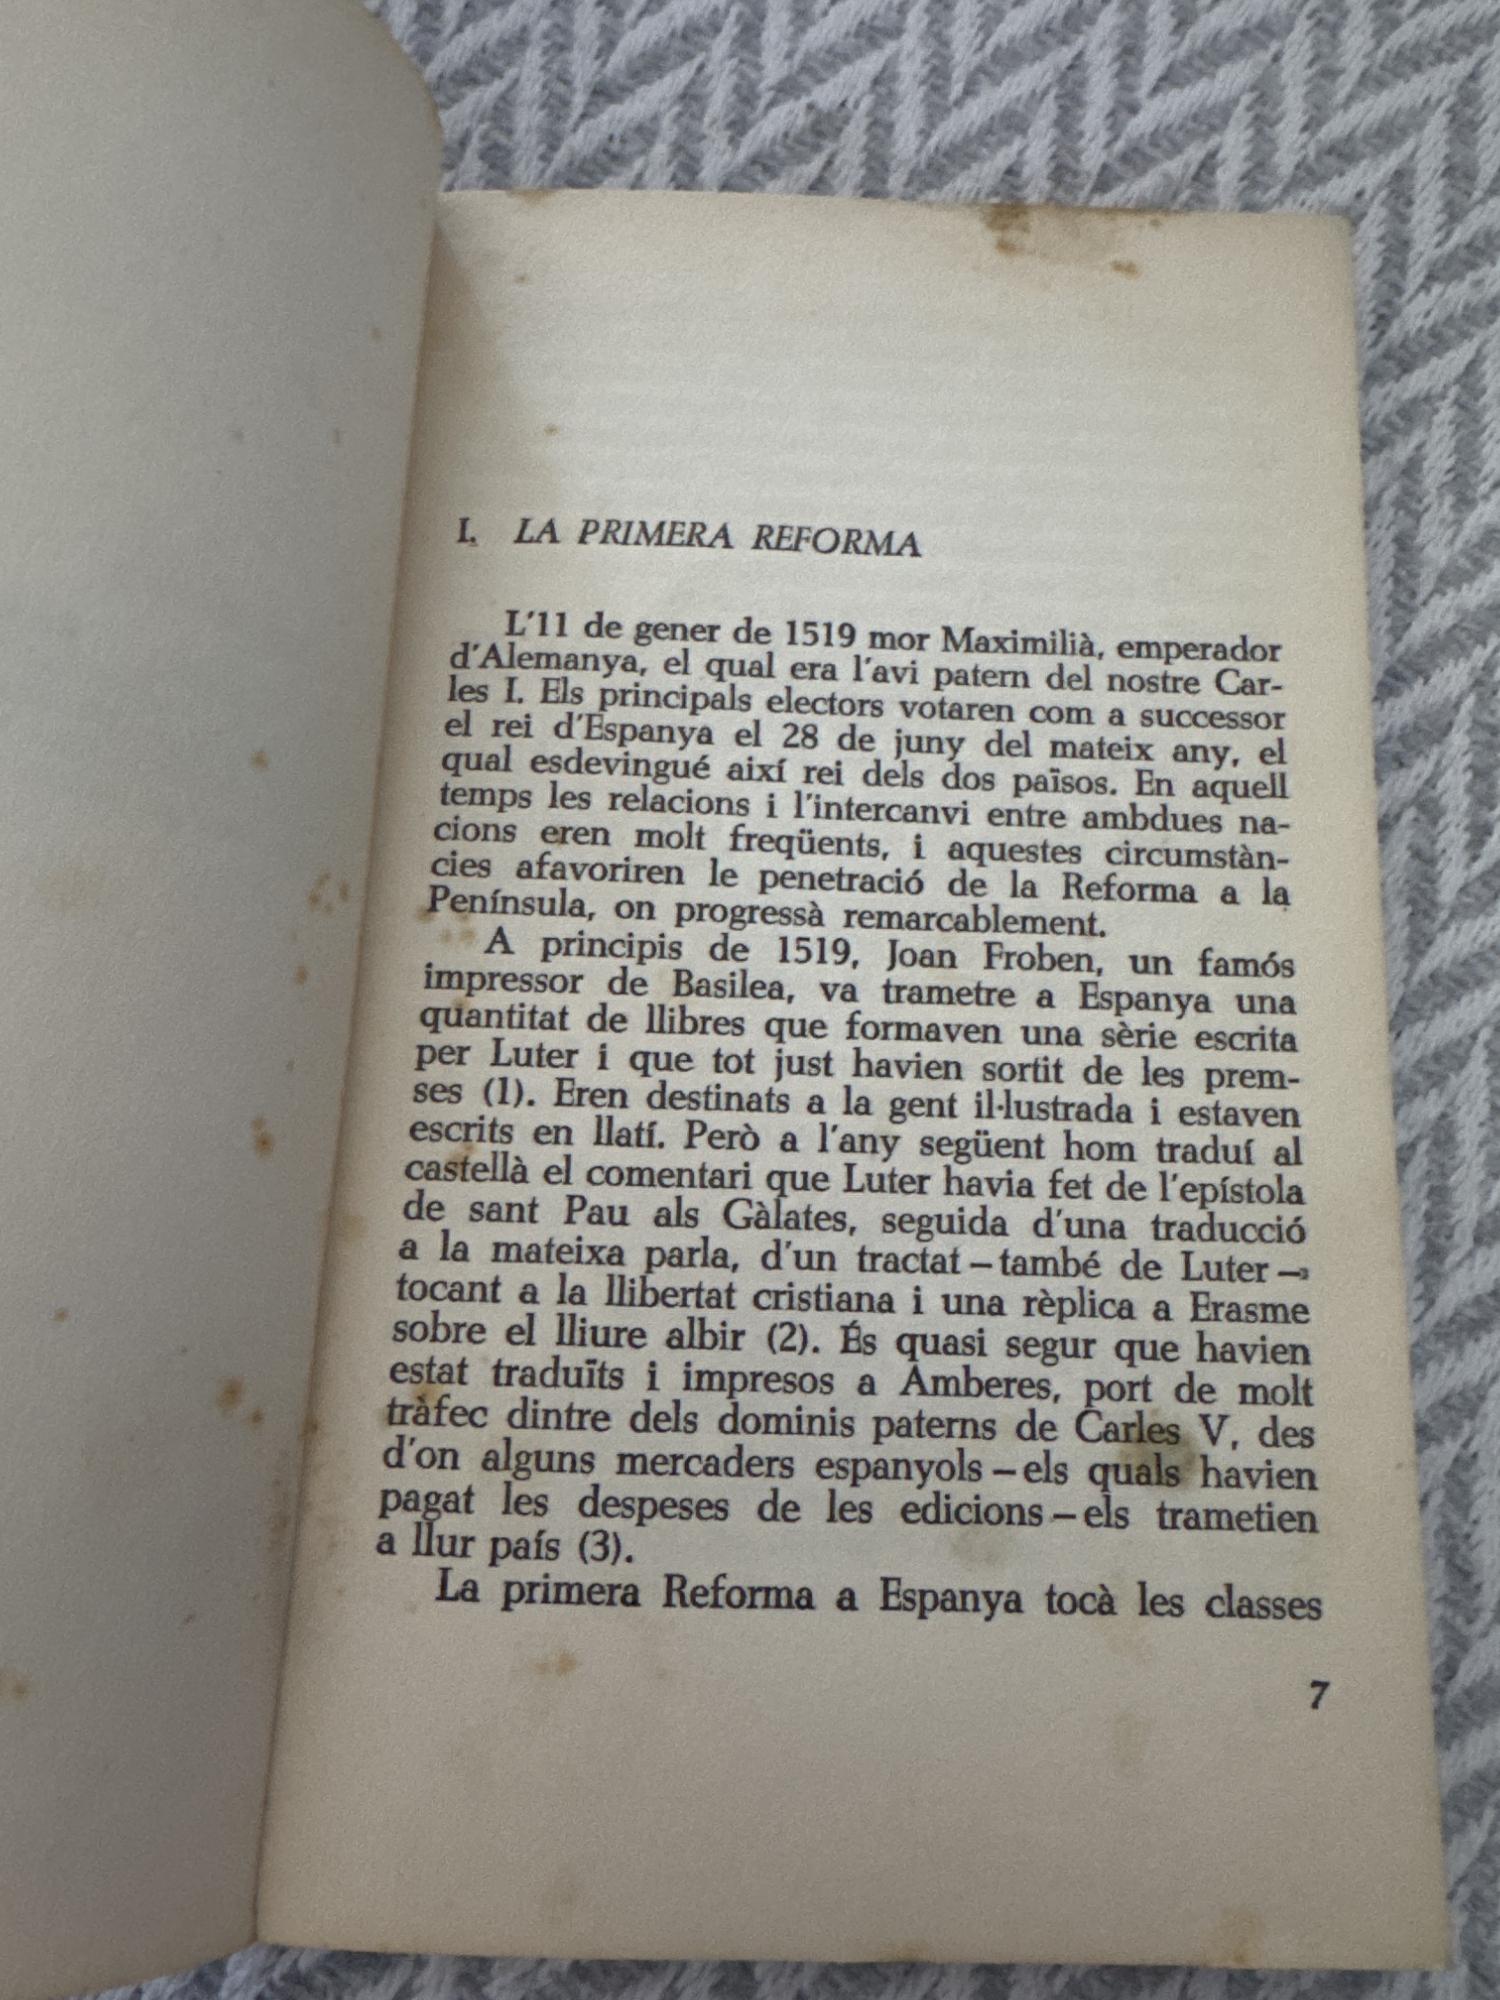 I. LA PRIMERA REFORMA
L'11 de gener de 1519 mor Maximilià, emperador
d'Alemanya, el qual era l'avi patern del nostre Car-
les I. Els principals electors votaren com a successor
el rei d'Espanya el 28 de juny del mateix any, el
qual esdevingué així rei dels dos països. En aquell
temps les relacions i l'intercanvi entre ambdues na-
cions eren molt freqüents, i aquestes circumstàn-
cies afavoriren le penetració de la Reforma a la
Península, on progressà remarcablement.
A principis de 1519, Joan Froben, un famós
impressor de Basilea, va trametre a Espanya una
quantitat de llibres que formaven una sèrie escrita
per Luter i que tot just havien sortit de les prem-
ses (1). Eren destinats a la gent il·lustrada i estaven
escrits en llatí. Però a l'any següent hom traduí al
castellà el comentari que Luter havia fet de l'epístola
de sant Pau als Gàlates, seguida d'una traducció
a la mateixa parla, d'un tractat – també de Luter –
tocant a la llibertat cristiana i una rèplica a Erasme
sobre el lliure albir (2). És quasi segur que havien
estat traduïts i impresos a Amberes, port de molt
tràfec dintre dels dominis paterns de Carles V, des
d'on alguns mercaders espanyols – els quals havien
pagat les despeses de les edicions – els trametien
a llur país (3).
La primera Reforma a Espanya tocà les classes
7